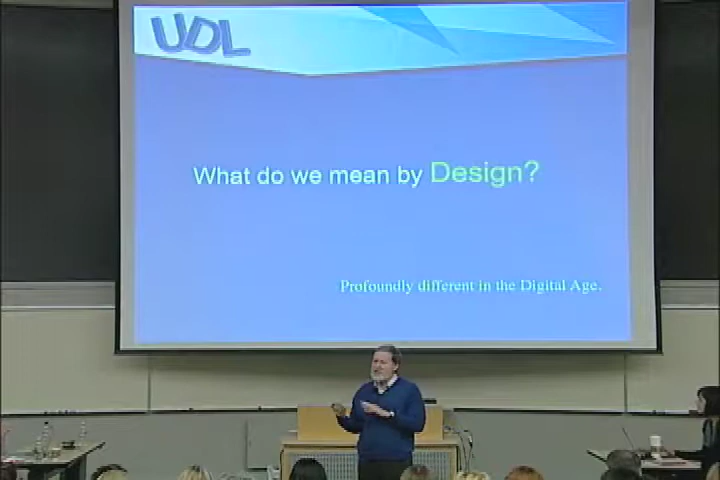 UDL
What do we mean by Design?
Profoundly different in the Digital Age.